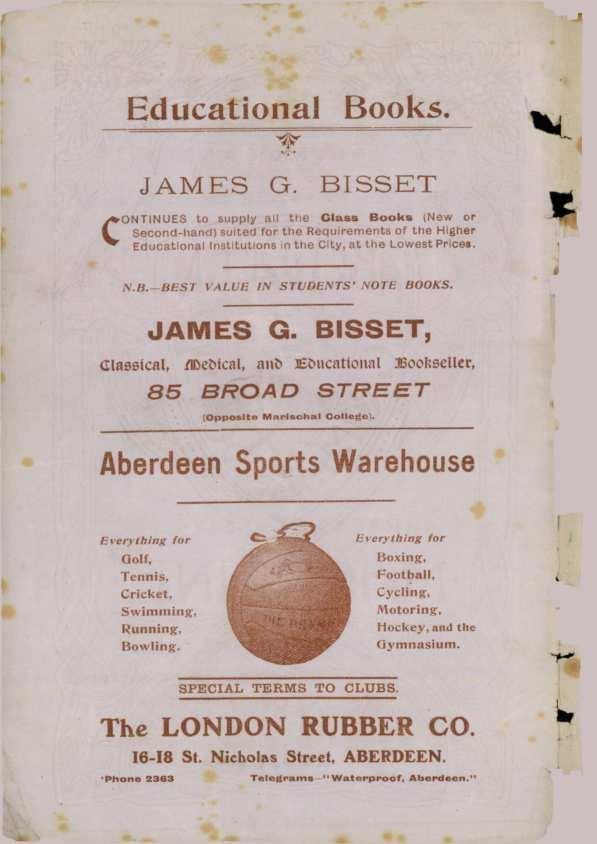 Educational Books.
JAMES G. BISSET
CONTINUES to supply all the Class Books (New or
Second-hand) suited for the Requirements of the Higher
Educational Institutions in the City, at the Lowest Prices.
N.B.—BEST VALUE IN STUDENTS' NOTE BOOKS.
JAMES G. BISSET,
Classical, Medical, and Educational Bookseller,
85 BROAD STREET
(Opposite Marischal College).
Aberdeen Sports Warehouse
Everything for
Golf,
Tennis,
Cricket,
Swimming,
Running,
Bowling.
Everything for
Boxing,
Football,
Cycling,
Motoring,
Hockey, and the
Gymnasium.
SPECIAL TERMS TO CLUBS.
The LONDON RUBBER CO.
16-18 St. Nicholas Street, ABERDEEN.
'Phone 2363 Telegrams—"Waterproof, Aberdeen."